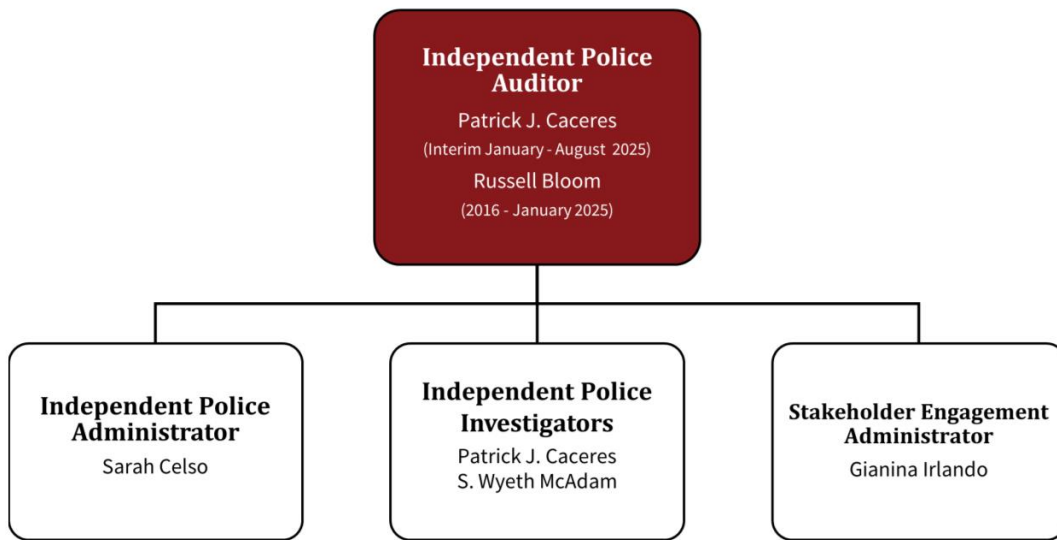 Independent Police
Auditor
Patrick J. Caceres
(Interim January - August 2025)
Russell Bloom
(2016 - January 2025)
Independent Police
Administrator
Sarah Celso
Independent Police
Investigators
Patrick J. Caceres
S. Wyeth McAdam
Stakeholder Engagement
Administrator
Gianina Irlando